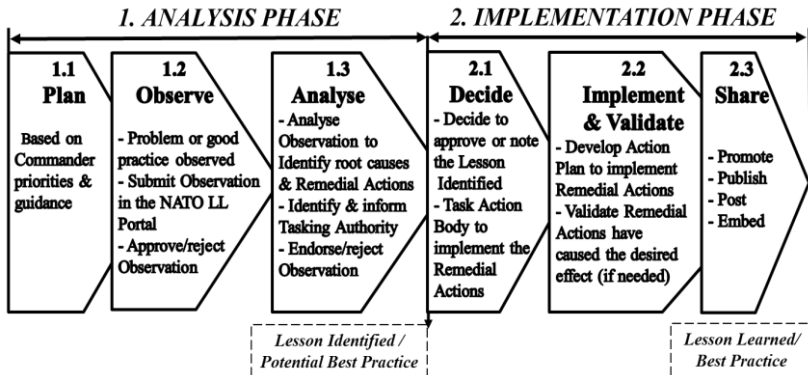 1. ANALYSIS PHASE
2. IMPLEMENTATION PHASE
1.1
Plan
Based on
Commander
priorities &
guidance
1.2
Observe
- Problem or good
practice observed
- Submit Observation
in the NATO LL
Portal
- Approve/reject
Observation
1.3
Analyse
- Analyse
Observation to
Identify root causes
& Remedial Actions
- Identify & inform
Tasking Authority
- Endorse/reject
Observation
2.1
Decide
- Decide to
approve or note
the Lesson
Identified
- Task Action
Body to
implement the
Remedial
Actions
2.2
Implement
& Validate
- Develop Action
Plan to implement
Remedial Actions
- Validate Remedial
Actions have
caused the desired
effect (if needed)
2.3
Share
- Promote
- Publish
- Post
- Embed
Lesson Identified /
Potential Best Practice
Lesson Learned/
Best Practice